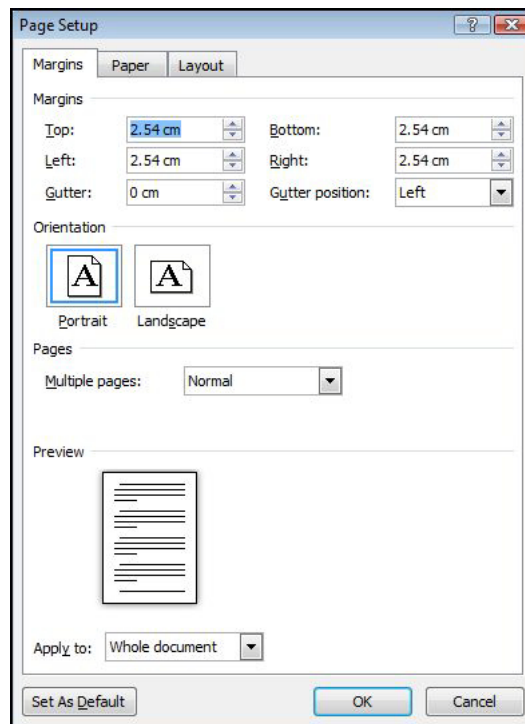 Page Setup
Margins Paper Layout
Margins
Top: 2.54 cm Bottom: 2.54 cm
Left: 2.54 cm Right: 2.54 cm
Gutter: 0 cm Gutter position: Left
Orientation
A A
Portrait Landscape
Pages
Multiple pages: Normal
Preview
Apply to: Whole document
Set As Default OK Cancel